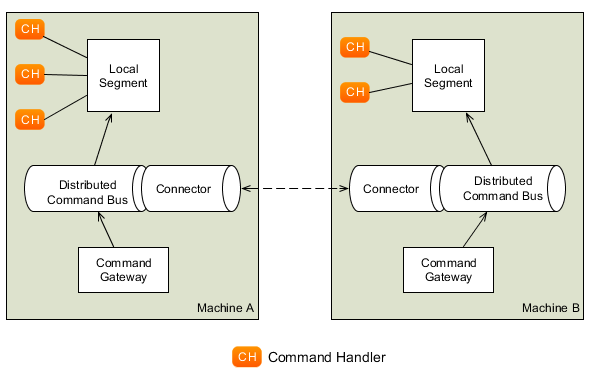 CH
CH
CH
Local
Segment
Distributed
Command Bus
Connector
Command
Gateway
Machine A
CH
CH
Local
Segment
Connector
Distributed
Command Bus
Command
Gateway
Machine B
CH Command Handler